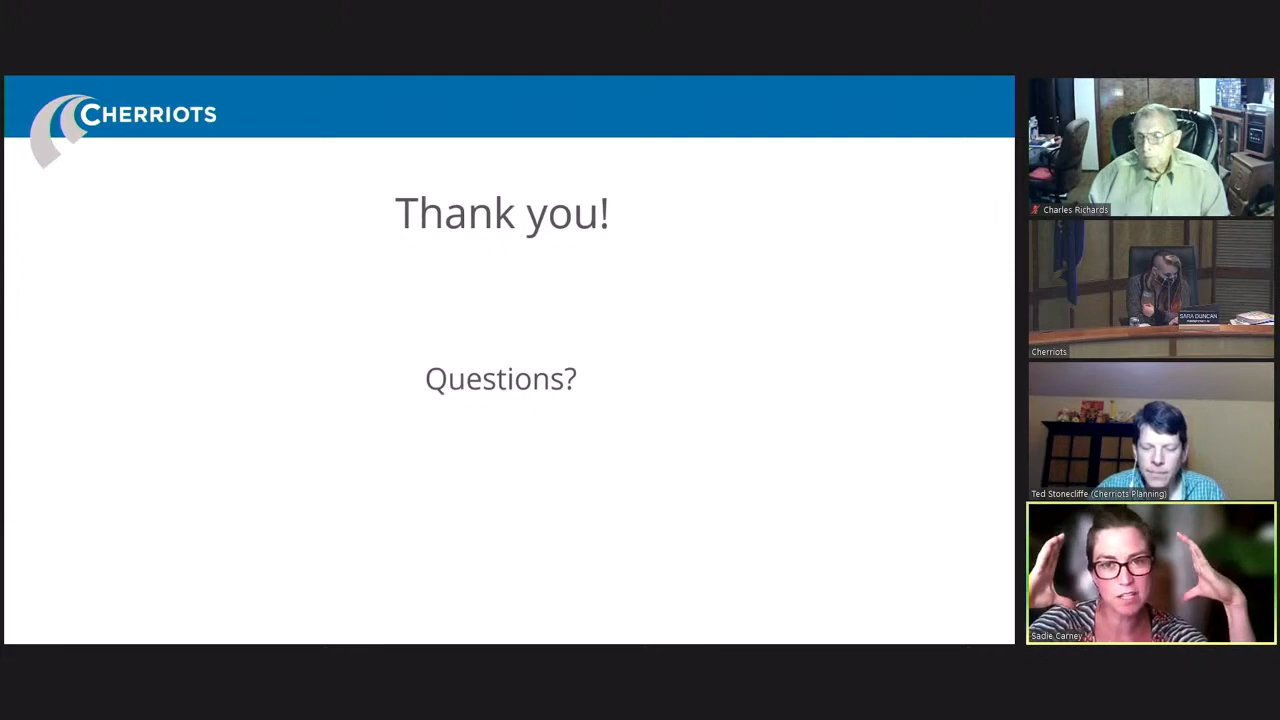 CHERRIOTS
Thank you!
Questions?
Charles Richards
SARA DUNCAN
Cherriots
Ted Stonecliffe (Cherriots Planning)
Sadie Carney